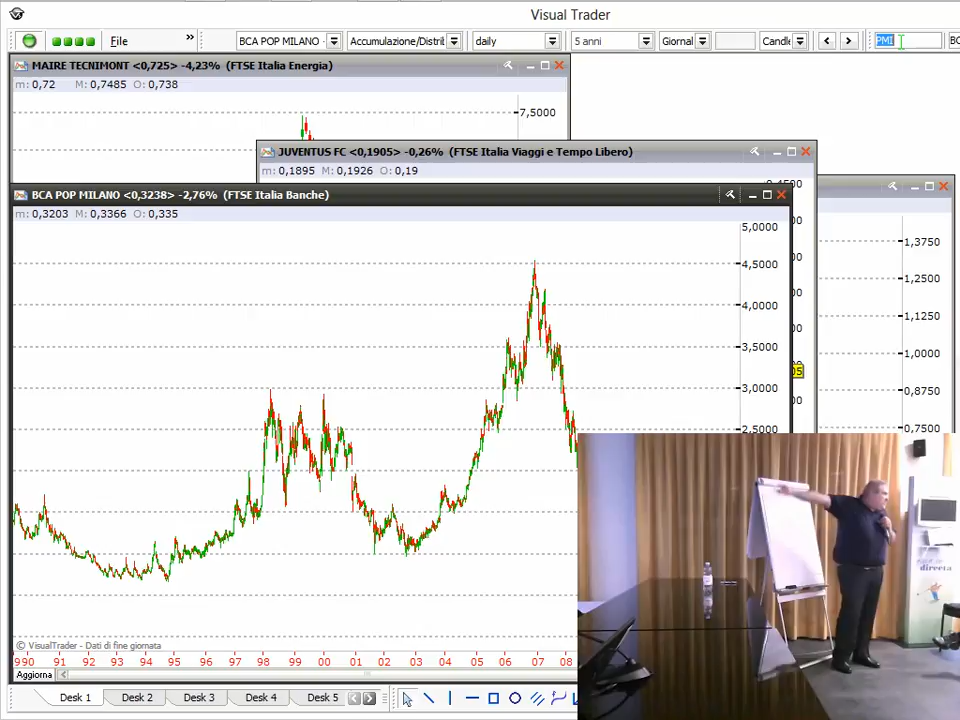 Visual Trader
File
»
BCA POP MILANO
Accumulazione/Distrib
daily
5 anni
Giornal
Candle
PMI
MAIRE TECNIMONT <0,725> -4,23% (FTSE Italia Energia)
m: 0,72 M: 0,7485 O: 0,738
7,5000
JUVENTUS FC <0,1905> -0,26% (FTSE Italia Viaggi e Tempo Libero)
m: 0,1895 M: 0,1926 O: 0,19
BCA POP MILANO <0,3238> -2,76% (FTSE Italia Banche)
m: 0,3203 M: 0,3366 O: 0,335
5,0000
4,5000
4,0000
3,5000
3,0000
2,5000
1,3750
1,2500
1,1250
1,0000
0,8750
0,7500
directa
© VisualTrader - Dati di fine giornata
990 91 92 93 94 95 96 97 98 99 00 01 02 03 04 05 06 07 08
Aggiorna
Desk 1 Desk 2 Desk 3 Desk 4 Desk 5